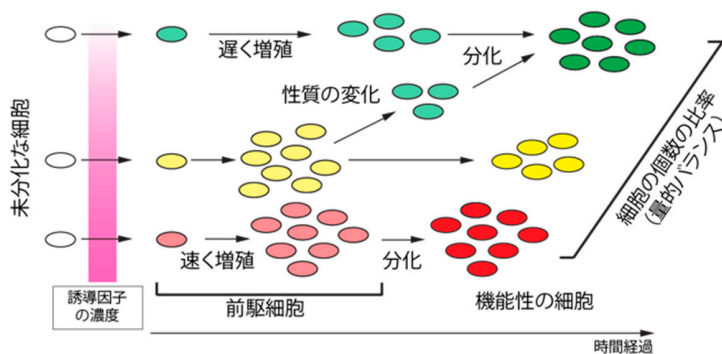 未分化な細胞
遅く増殖
分化
性質の変化
速く増殖
分化
誘導因子
の濃度
前駆細胞
機能性の細胞
細胞の個数の比率
(量的バランス)
時間経過